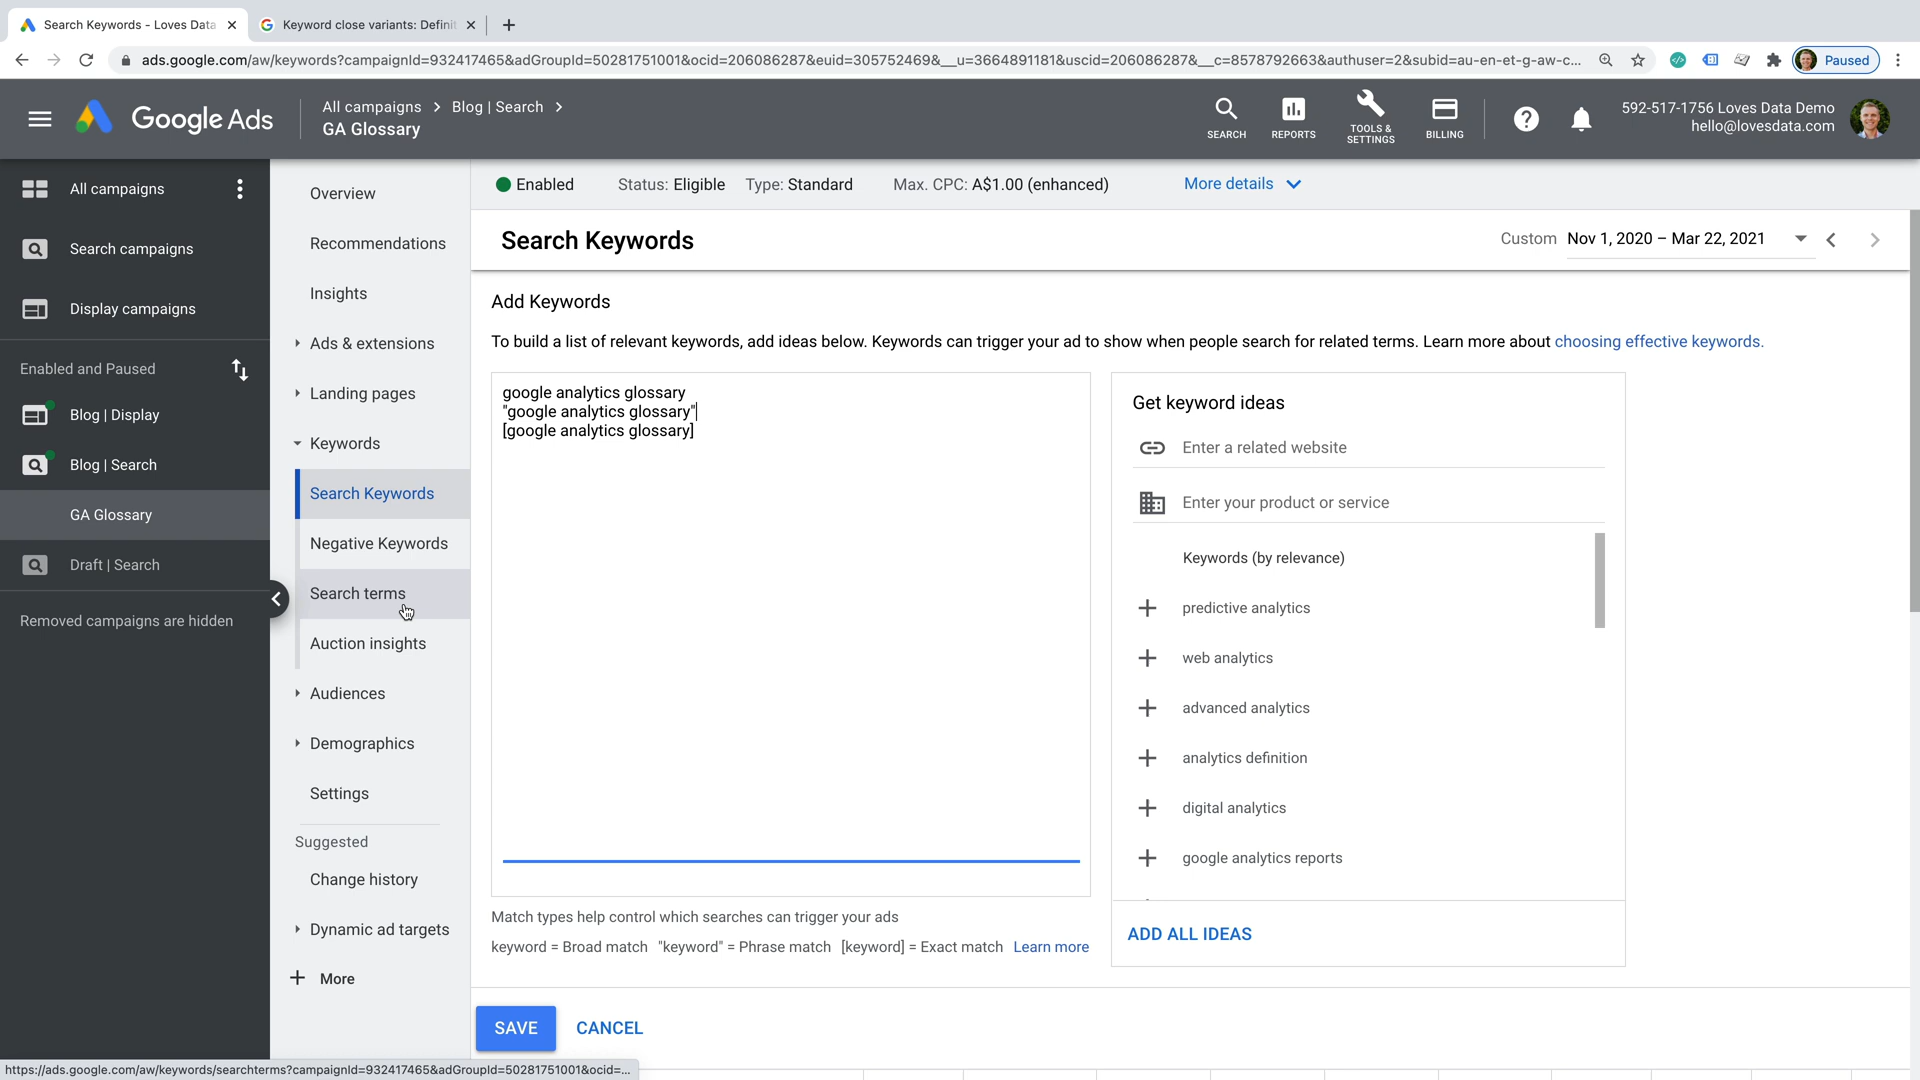 Search Keywords - Loves Data
Keyword close variants: Definit
ads.google.com/aw/keywords?campaignId=932417465&adGroupId=50281751001&ocid=206086287&euid=305752469&__u=3664891181&uscid=206086287&__c=8578792663&authuser=2&subid=au-en-et-g-aw-c...
Paused
Google Ads
All campaigns > Blog | Search >
GA Glossary
SEARCH
REPORTS
TOOLS &
SETTINGS
BILLING
592-517-1756 Loves Data Demo
hello@lovesdata.com
All campaigns
Search campaigns
Display campaigns
Enabled and Paused
Blog | Display
Blog | Search
GA Glossary
Draft | Search
Removed campaigns are hidden
Overview
Recommendations
Insights
Ads & extensions
Landing pages
Keywords
Search Keywords
Negative Keywords
Search terms
Auction insights
Audiences
Demographics
Settings
Suggested
Change history
Dynamic ad targets
More
Enabled Status: Eligible Type: Standard Max. CPC: A$1.00 (enhanced) More details
Search Keywords
Custom Nov 1, 2020 – Mar 22, 2021
Add Keywords
To build a list of relevant keywords, add ideas below. Keywords can trigger your ad to show when people search for related terms. Learn more about choosing effective keywords.
google analytics glossary
"google analytics glossary"
[google analytics glossary]
Match types help control which searches can trigger your ads
keyword = Broad match "keyword" = Phrase match [keyword] = Exact match Learn more
Get keyword ideas
Enter a related website
Enter your product or service
Keywords (by relevance)
predictive analytics
web analytics
advanced analytics
analytics definition
digital analytics
google analytics reports
ADD ALL IDEAS
SAVE
CANCEL
https://ads.google.com/aw/keywords/searchterms?campaignId=932417465&adGroupId=50281751001&ocid=...